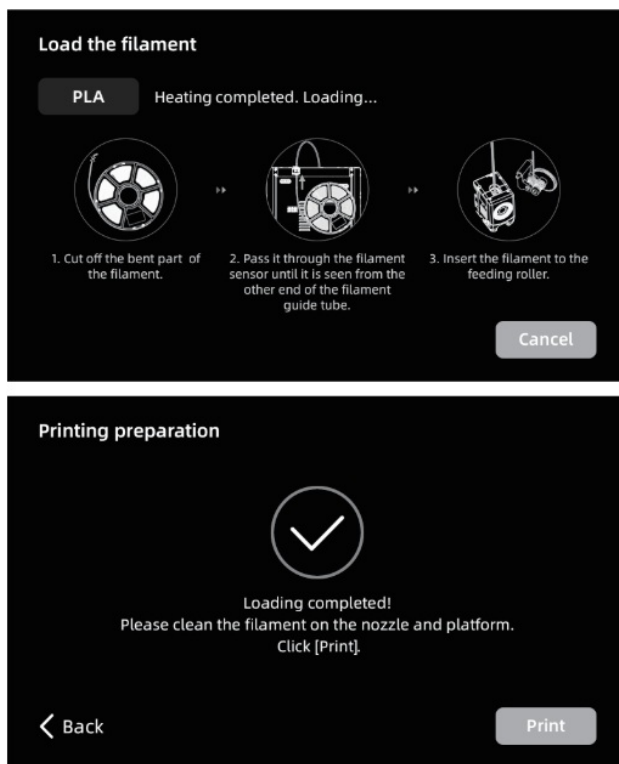 Load the filament
PLA
Heating completed. Loading...
1. Cut off the bent part of
the filament.
2. Pass it through the filament
sensor until it is seen from the
other end of the filament
guide tube.
3. Insert the filament to the
feeding roller.
Cancel
Printing preparation
Loading completed!
Please clean the filament on the nozzle and platform.
Click [Print].
Back
Print